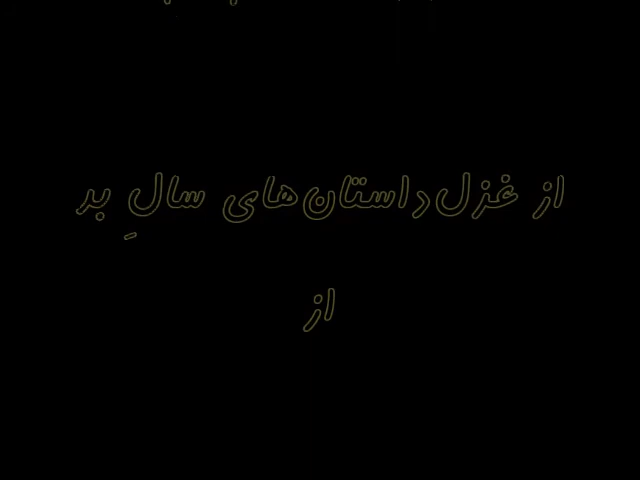 از غزل‌داستان‌های سالِ بد
از